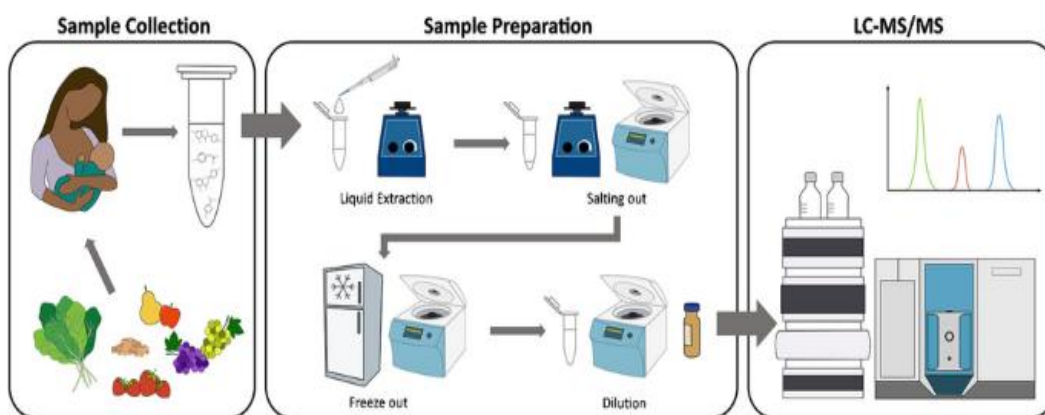 Sample Collection
Sample Preparation
LC-MS/MS
Liquid Extraction
Salting out
Freeze out
Dilution